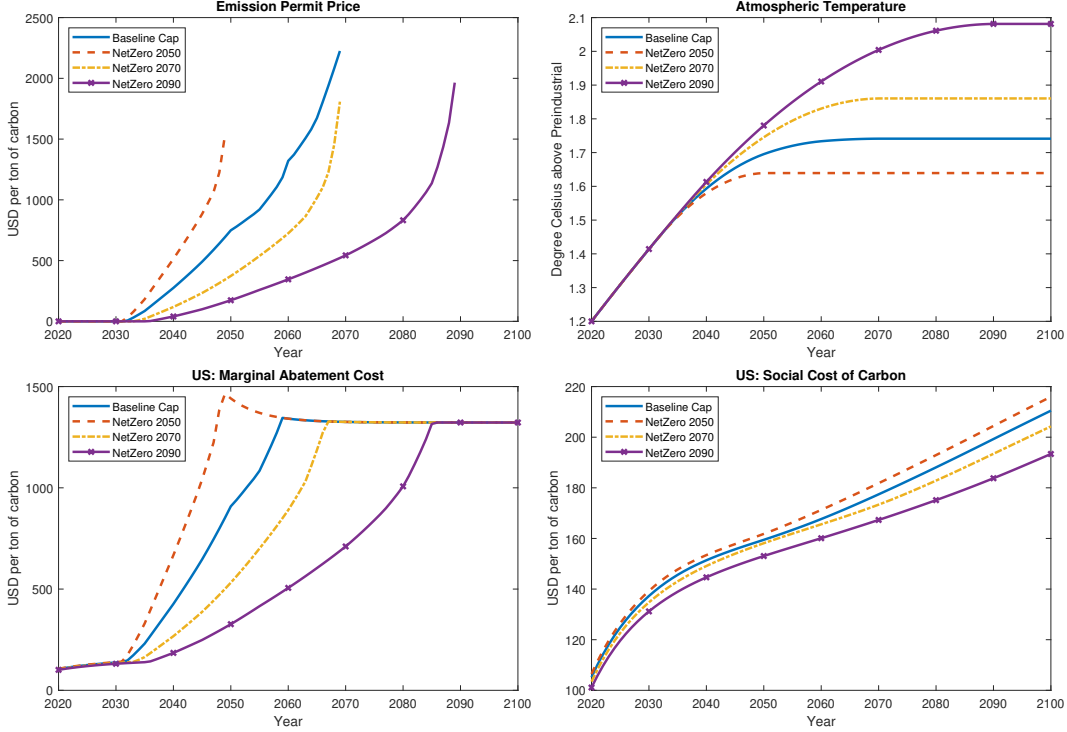 Emission Permit Price
2500
2000
1500
1000
500
0
USD per ton of carbon
Baseline Cap
NetZero 2050
NetZero 2070
NetZero 2090
2020 2030 2040 2050 2060 2070 2080 2090 2100
Year
Atmospheric Temperature
2.1
2
1.9
1.8
1.7
1.6
1.5
1.4
1.3
1.2
Degree Celsius above Preindustrial
Baseline Cap
NetZero 2050
NetZero 2070
NetZero 2090
2020 2030 2040 2050 2060 2070 2080 2090 2100
Year
US: Marginal Abatement Cost
1500
1000
500
0
USD per ton of carbon
Baseline Cap
NetZero 2050
NetZero 2070
NetZero 2090
2020 2030 2040 2050 2060 2070 2080 2090 2100
Year
US: Social Cost of Carbon
220
200
180
160
140
120
100
USD per ton of carbon
Baseline Cap
NetZero 2050
NetZero 2070
NetZero 2090
2020 2030 2040 2050 2060 2070 2080 2090 2100
Year